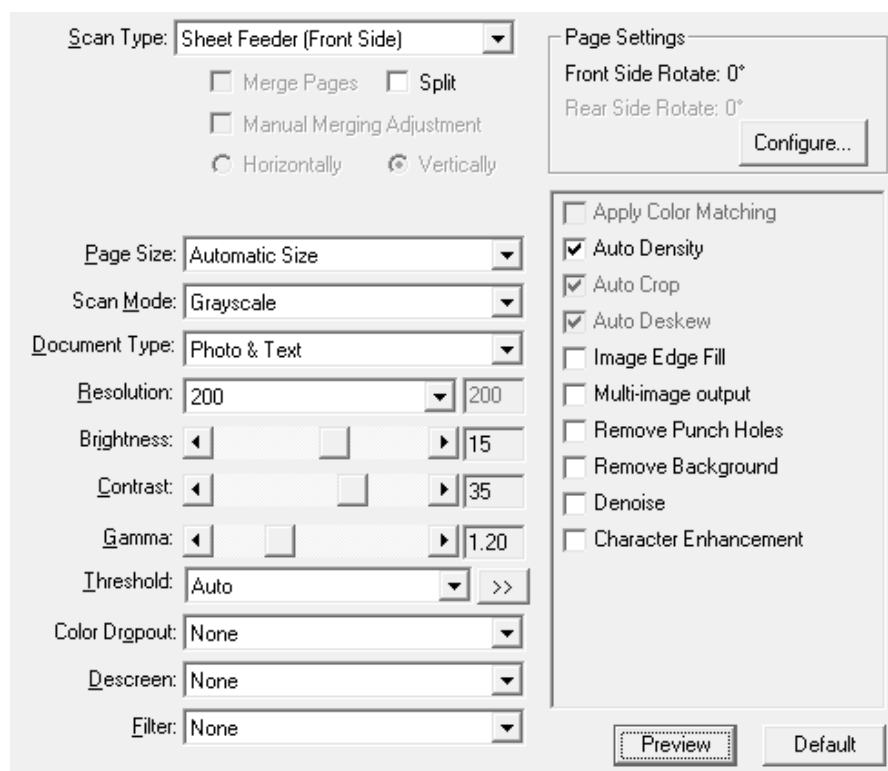 Scan Type: Sheet Feeder (Front Side)
Merge Pages Split
Manual Merging Adjustment
Horizontally Vertically
Page Size: Automatic Size
Scan Mode: Grayscale
Document Type: Photo & Text
Resolution: 200 200
Brightness: 15
Contrast: 35
Gamma: 1.20
Threshold: Auto >>
Color Dropout: None
Descreen: None
Filter: None
Page Settings
Front Side Rotate: 0°
Rear Side Rotate: 0°
Configure...
Apply Color Matching
Auto Density
Auto Crop
Auto Deskew
Image Edge Fill
Multi-image output
Remove Punch Holes
Remove Background
Denoise
Character Enhancement
Preview Default